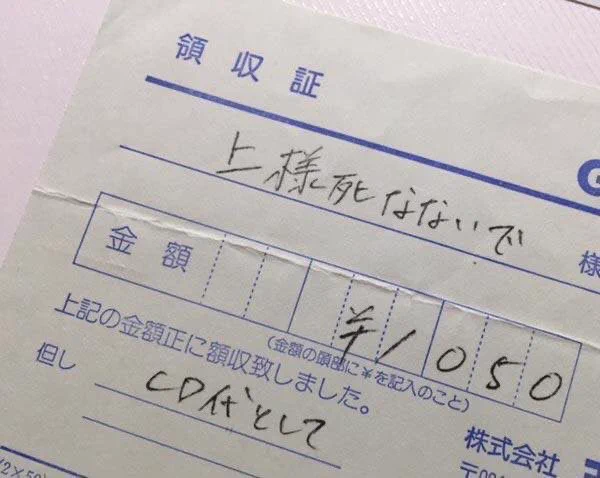 領収証
上様死なないで 様
金額 ¥1050
(金額の頭部に¥を記入のこと)
上記の金額正に額収致しました。
但し CD代として
株式会社